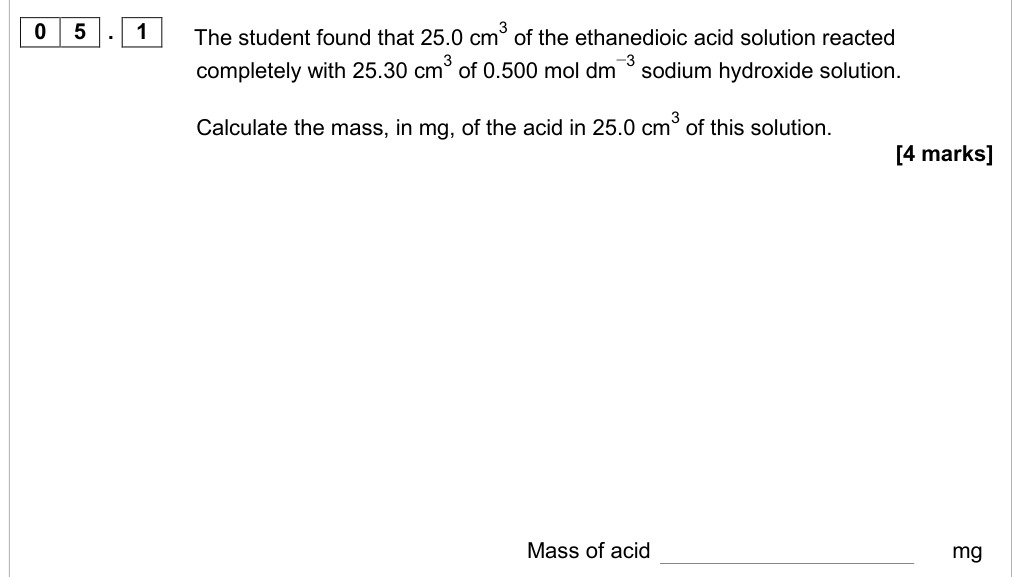 0 5 . 1 The student found that 25.0 cm³ of the ethanedioic acid solution reacted
completely with 25.30 cm³ of 0.500 mol dm⁻³ sodium hydroxide solution.
Calculate the mass, in mg, of the acid in 25.0 cm³ of this solution.
[4 marks]
Mass of acid mg